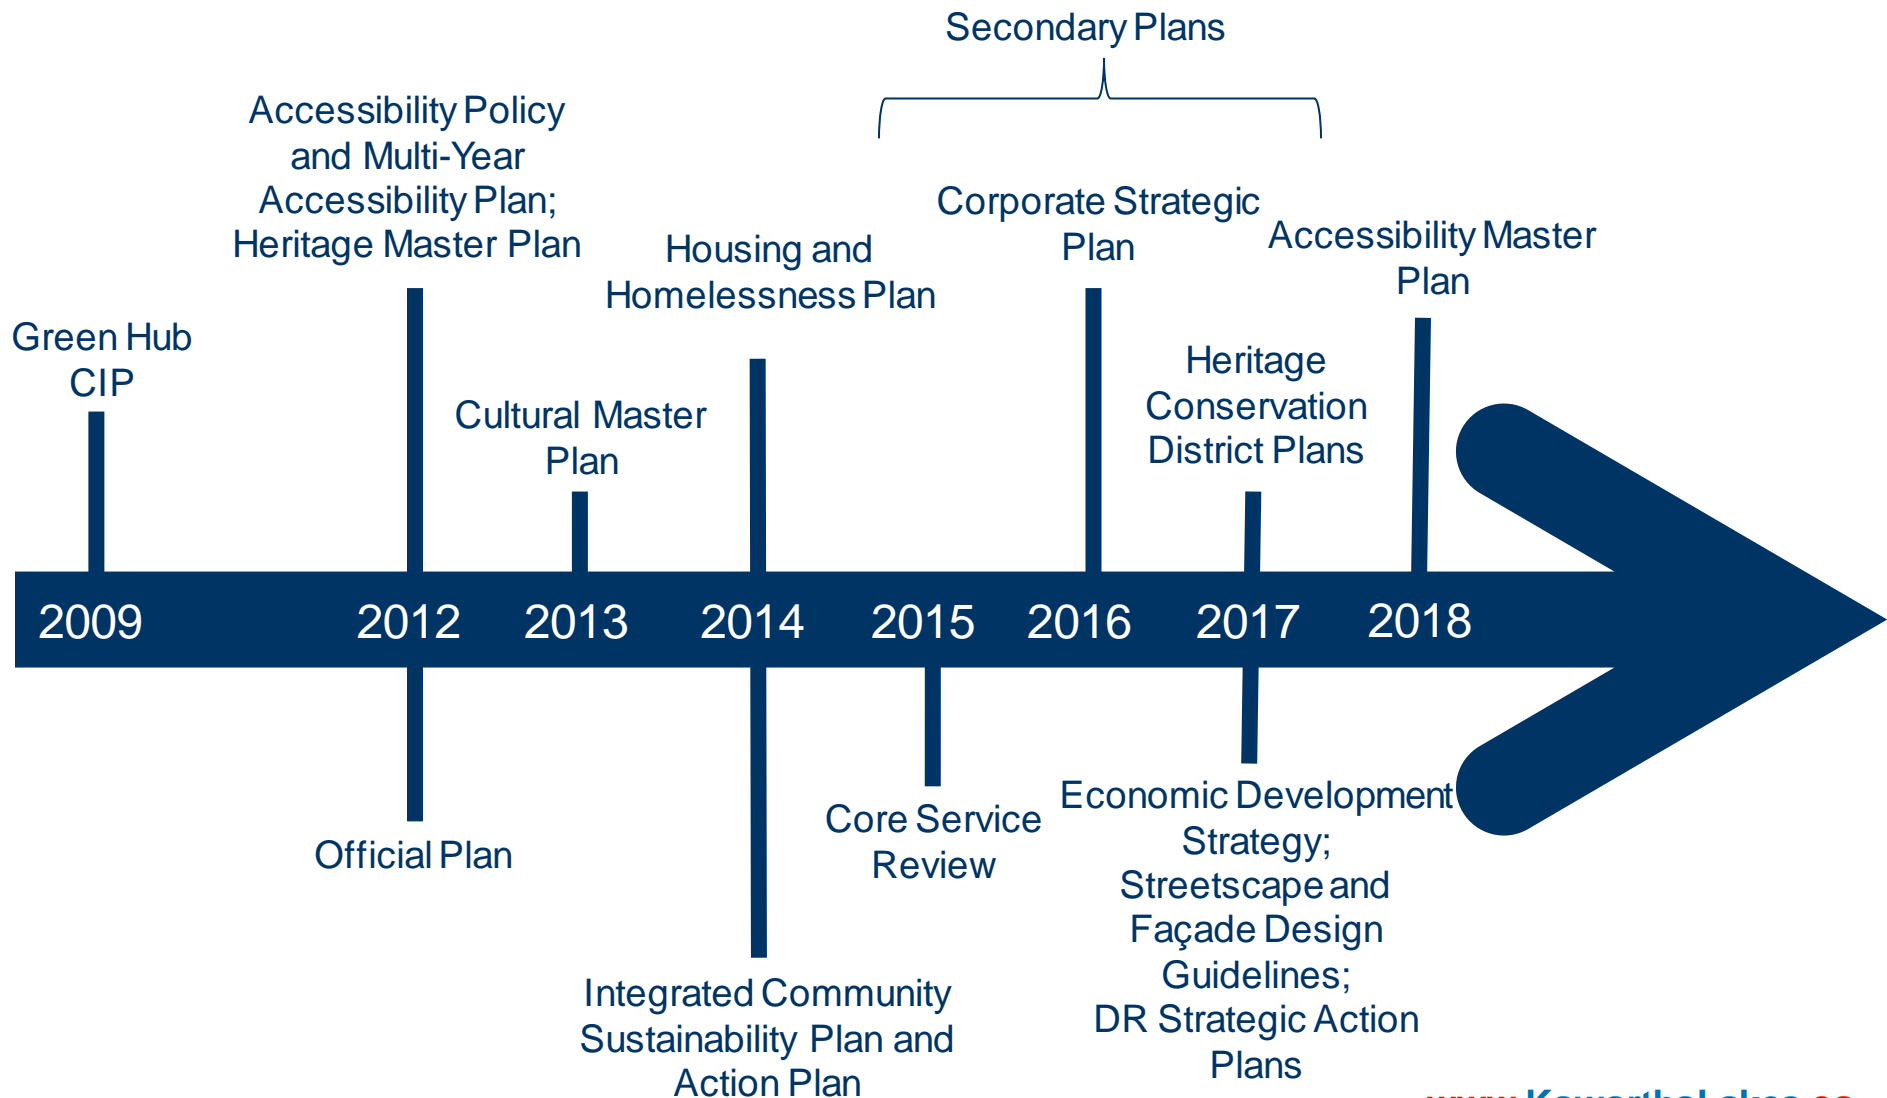 Secondary Plans
Accessibility Policy
and Multi-Year
Accessibility Plan;
Heritage Master Plan
Corporate Strategic
Plan
Accessibility Master
Plan
Housing and
Homelessness Plan
Green Hub
CIP
Heritage
Conservation
District Plans
Cultural Master
Plan
2009 2012 2013 2014 2015 2016 2017 2018
Official Plan
Core Service
Review
Economic Development
Strategy;
Streetscape and
Façade Design
Guidelines;
DR Strategic Action
Plans
Integrated Community
Sustainability Plan and
Action Plan
www.KawarthaLakes.ca